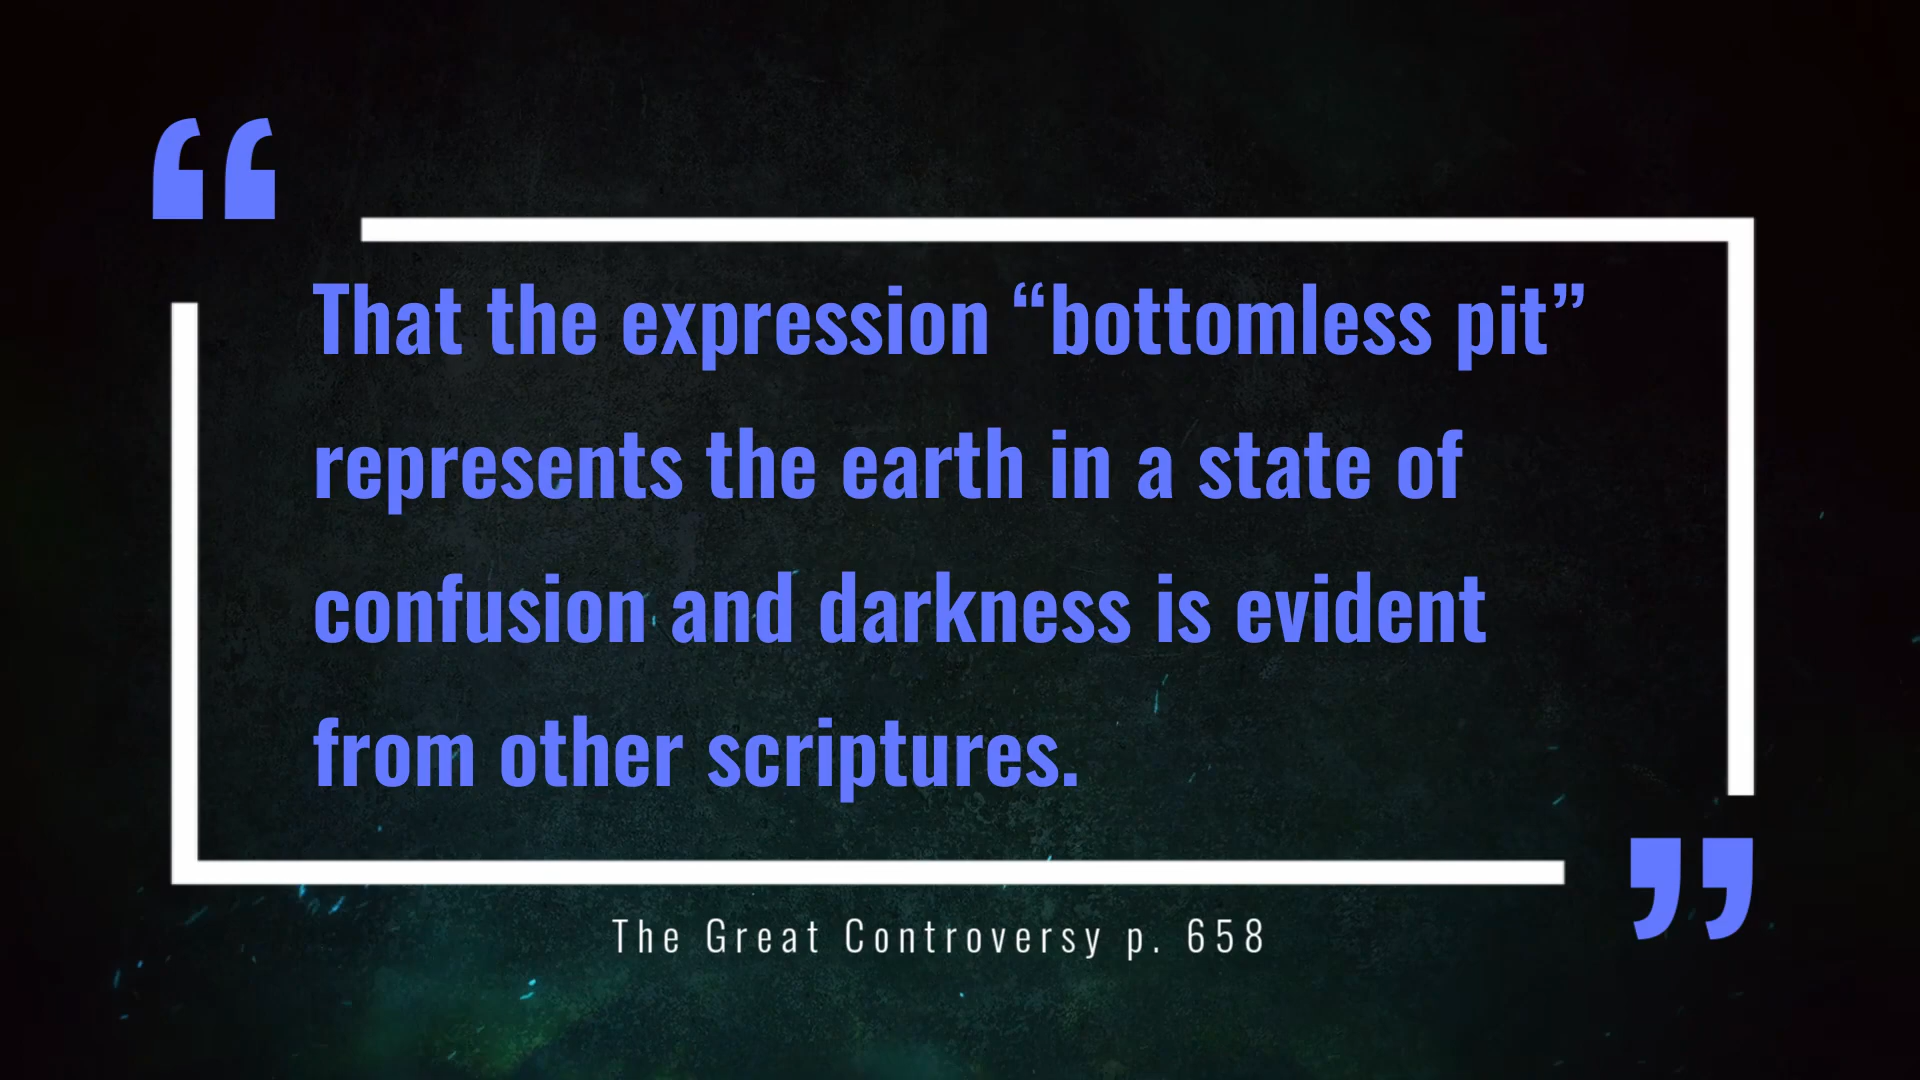 “
That the expression “bottomless pit”
represents the earth in a state of
confusion and darkness is evident
from other scriptures.
”
The Great Controversy p. 658